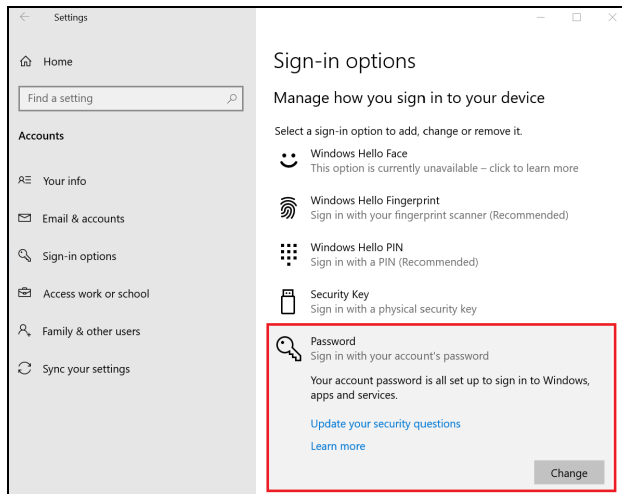 Settings
Home
Find a setting
Accounts
Your info
Email & accounts
Sign-in options
Access work or school
Family & other users
Sync your settings
Sign-in options
Manage how you sign in to your device
Select a sign-in option to add, change or remove it.
Windows Hello Face
This option is currently unavailable – click to learn more
Windows Hello Fingerprint
Sign in with your fingerprint scanner (Recommended)
Windows Hello PIN
Sign in with a PIN (Recommended)
Security Key
Sign in with a physical security key
Password
Sign in with your account's password
Your account password is all set up to sign in to Windows,
apps and services.
Update your security questions
Learn more
Change